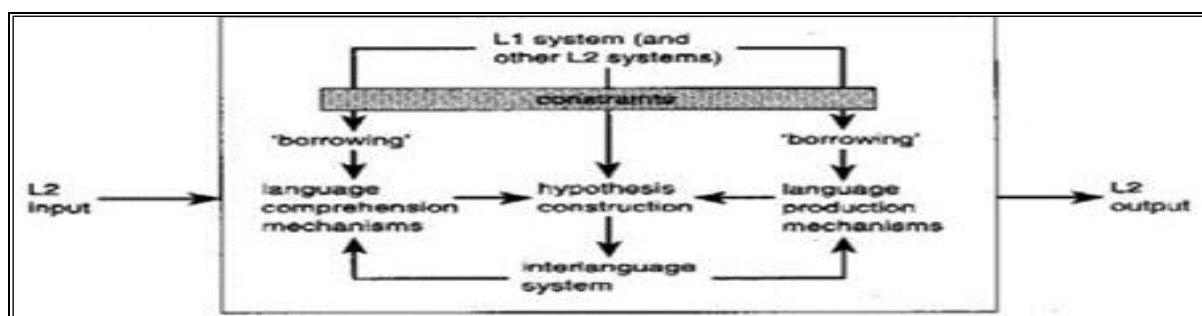 L1 system (and
other L2 systems)
constraints
'borrowing'
'borrowing'
L2
input
language
comprehension
mechanisms
hypothesis
construction
language
production
mechanisms
L2
output
interlanguage
system